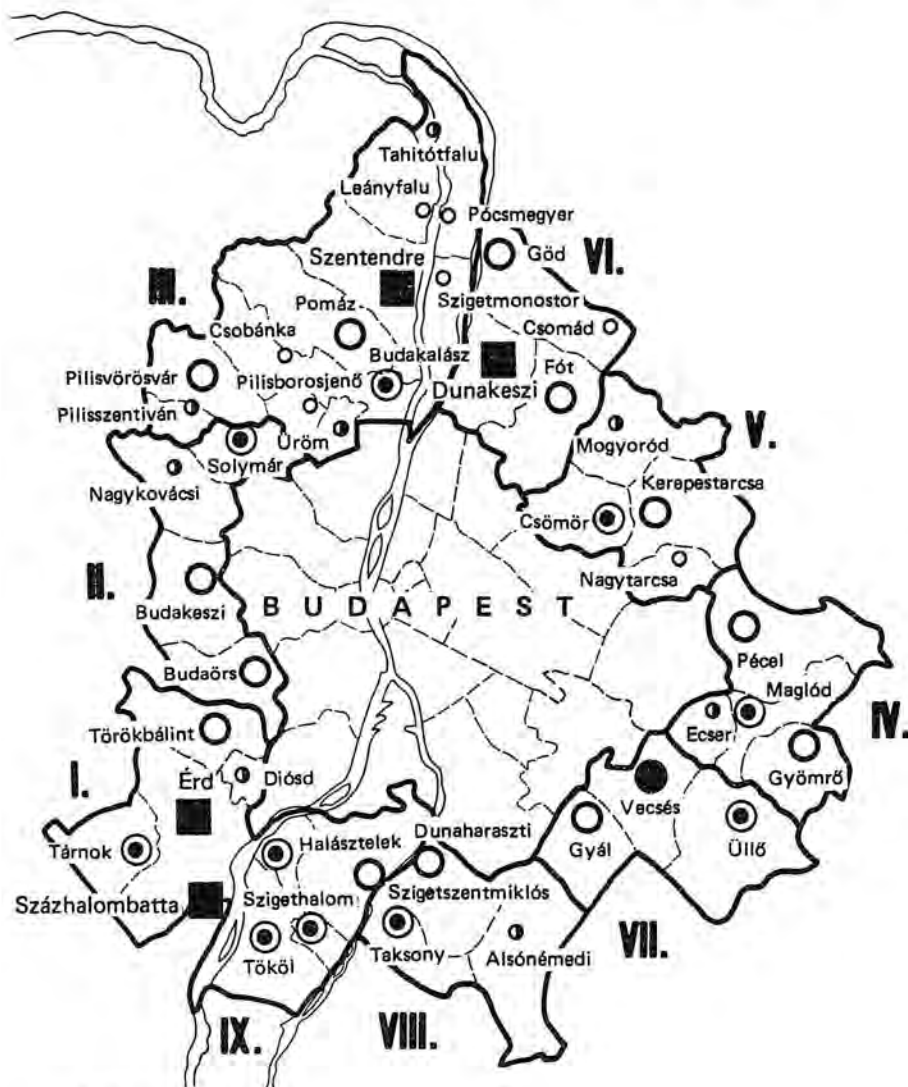 Tahitótfalu
Leányfalu
Pócsmegyer
Szentendre
Göd
VI.
III.
Szigetmonostor
Pomáz
Csobánka
Csomád
Budakalász
Pilisvörösvár
Pilisborosjenő
Dunakeszi
Fót
Pilisszentiván
Üröm
Mogyoród
V.
Solymár
Nagykovácsi
Kerepestarcsa
Csömör
Nagytarcsa
II.
Budakeszi
BUDAPEST
Budaörs
Pécel
Maglód
Törökbálint
Ecser
IV.
I.
Érd
Diósd
Gyömrő
Vecsés
Tárnok
Halásztelek
Dunaharaszti
Gyál
Üllő
Szigethalom
Szigetszentmiklós
Százhalombatta
Taksony
Alsónémedi
VII.
Tököl
IX.
VIII.